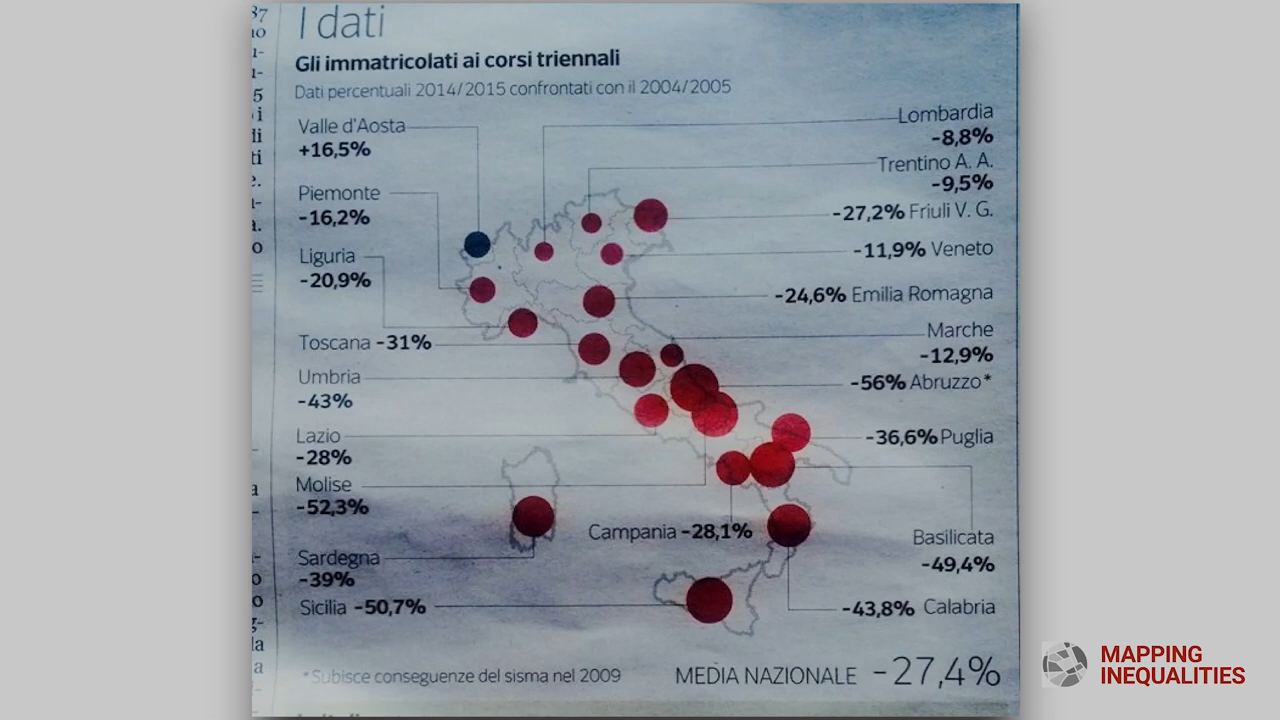 I dati
Gli immatricolati ai corsi triennali
Dati percentuali 2014/2015 confrontati con il 2004/2005
Valle d'Aosta
+16,5%
Piemonte
-16,2%
Liguria
-20,9%
Toscana -31%
Umbria
-43%
Lazio
-28%
Molise
-52,3%
Sardegna
-39%
Sicilia -50,7%
Lombardia
-8,8%
Trentino A. A.
-9,5%
-27,2% Friuli V. G.
-11,9% Veneto
-24,6% Emilia Romagna
Marche
-12,9%
-56% Abruzzo*
-36,6% Puglia
Campania -28,1%
Basilicata
-49,4%
-43,8% Calabria
*Subisce conseguenze del sisma nel 2009
MEDIA NAZIONALE -27,4%
MAPPING
INEQUALITIES